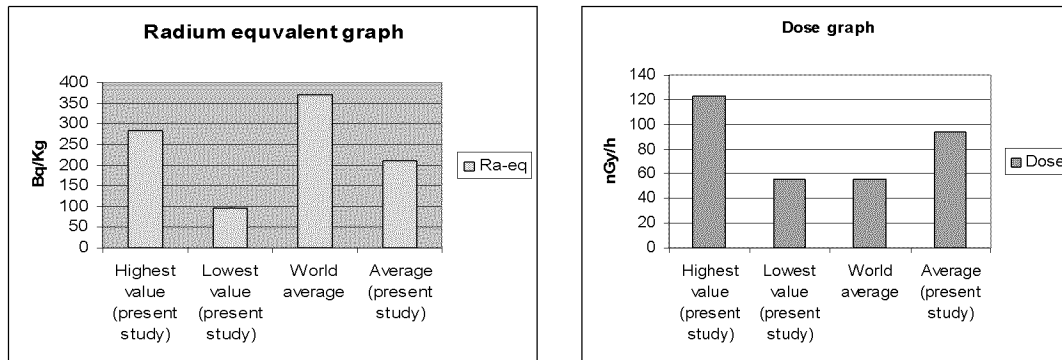 Radium equvalent graph
Bq/Kg
400
350
300
250
200
150
100
50
0
Highest value (present study)
Lowest value (present study)
World average
Average (present study)
Ra-eq
Dose graph
nGy/h
140
120
100
80
60
40
20
0
Highest value (present study)
Lowest value (present study)
World average
Average (present study)
Dose